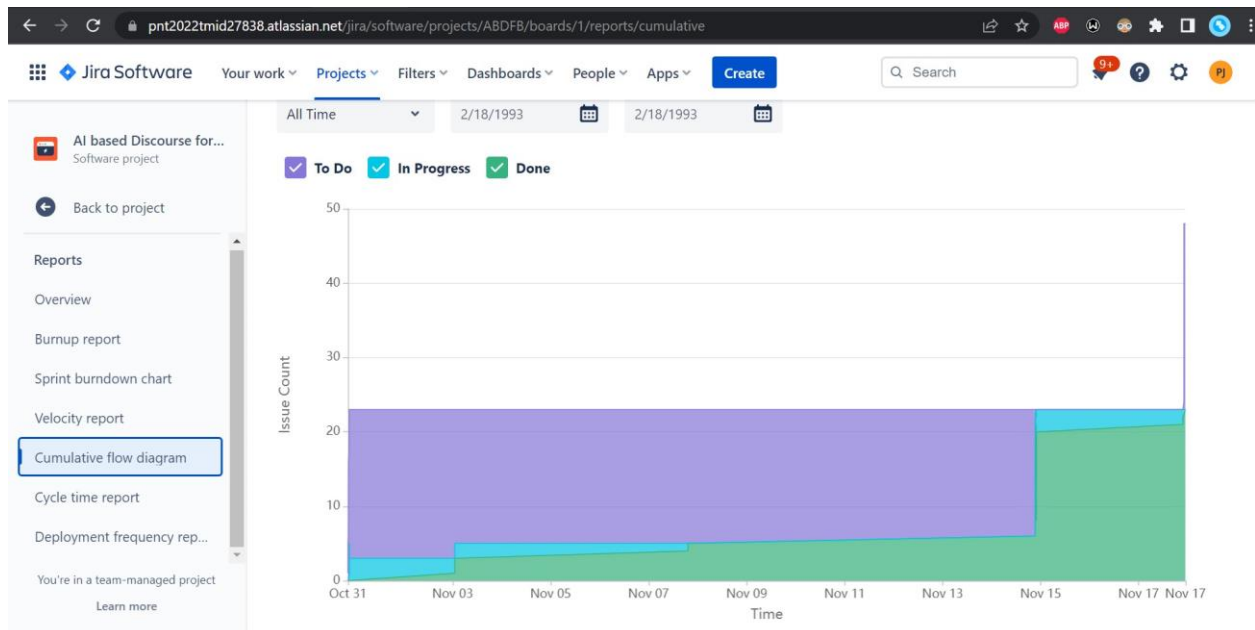 pnt2022tmid27838.atlassian.net/jira/software/projects/ABDFB/boards/1/reports/cumulative
ABP
Jira Software Your work Projects Filters Dashboards People Apps Create Search 9+ PJ
All Time 2/18/1993 2/18/1993
AI based Discourse for...
Software project
To Do In Progress Done
Back to project
Reports
Overview
Burnup report
Sprint burndown chart
Velocity report
Cumulative flow diagram
Cycle time report
Deployment frequency rep...
You're in a team-managed project
Learn more
50
40
30
20
10
0
Issue Count
Oct 31 Nov 03 Nov 05 Nov 07 Nov 09 Nov 11 Nov 13 Nov 15 Nov 17 Nov 17
Time